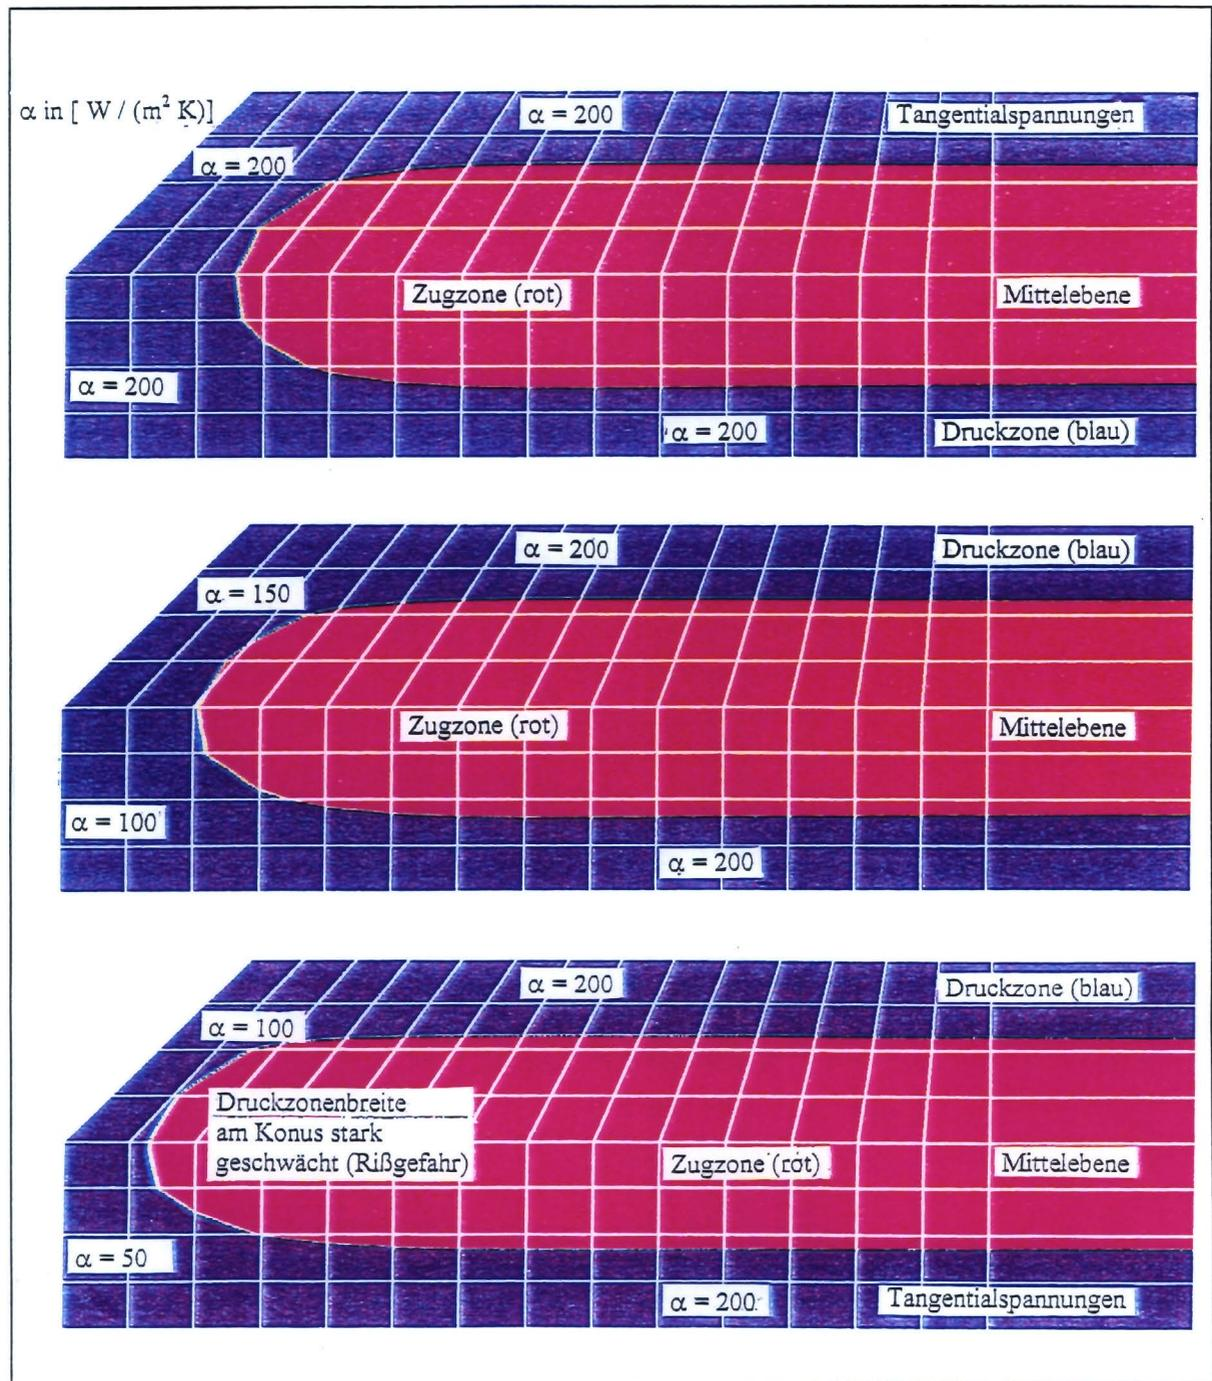 α in [ W / (m² K)]
α = 200
Tangentialspannungen
α = 200
Zugzone (rot)
Mittelebene
α = 200
α = 200
Druckzone (blau)
α = 200
Druckzone (blau)
α = 150
Zugzone (rot)
Mittelebene
α = 100
α = 200
α = 200
Druckzone (blau)
α = 100
Druckzonenbreite
am Konus stark
geschwächt (Rißgefahr)
Zugzone (rot)
Mittelebene
α = 50
α = 200
Tangentialspannungen